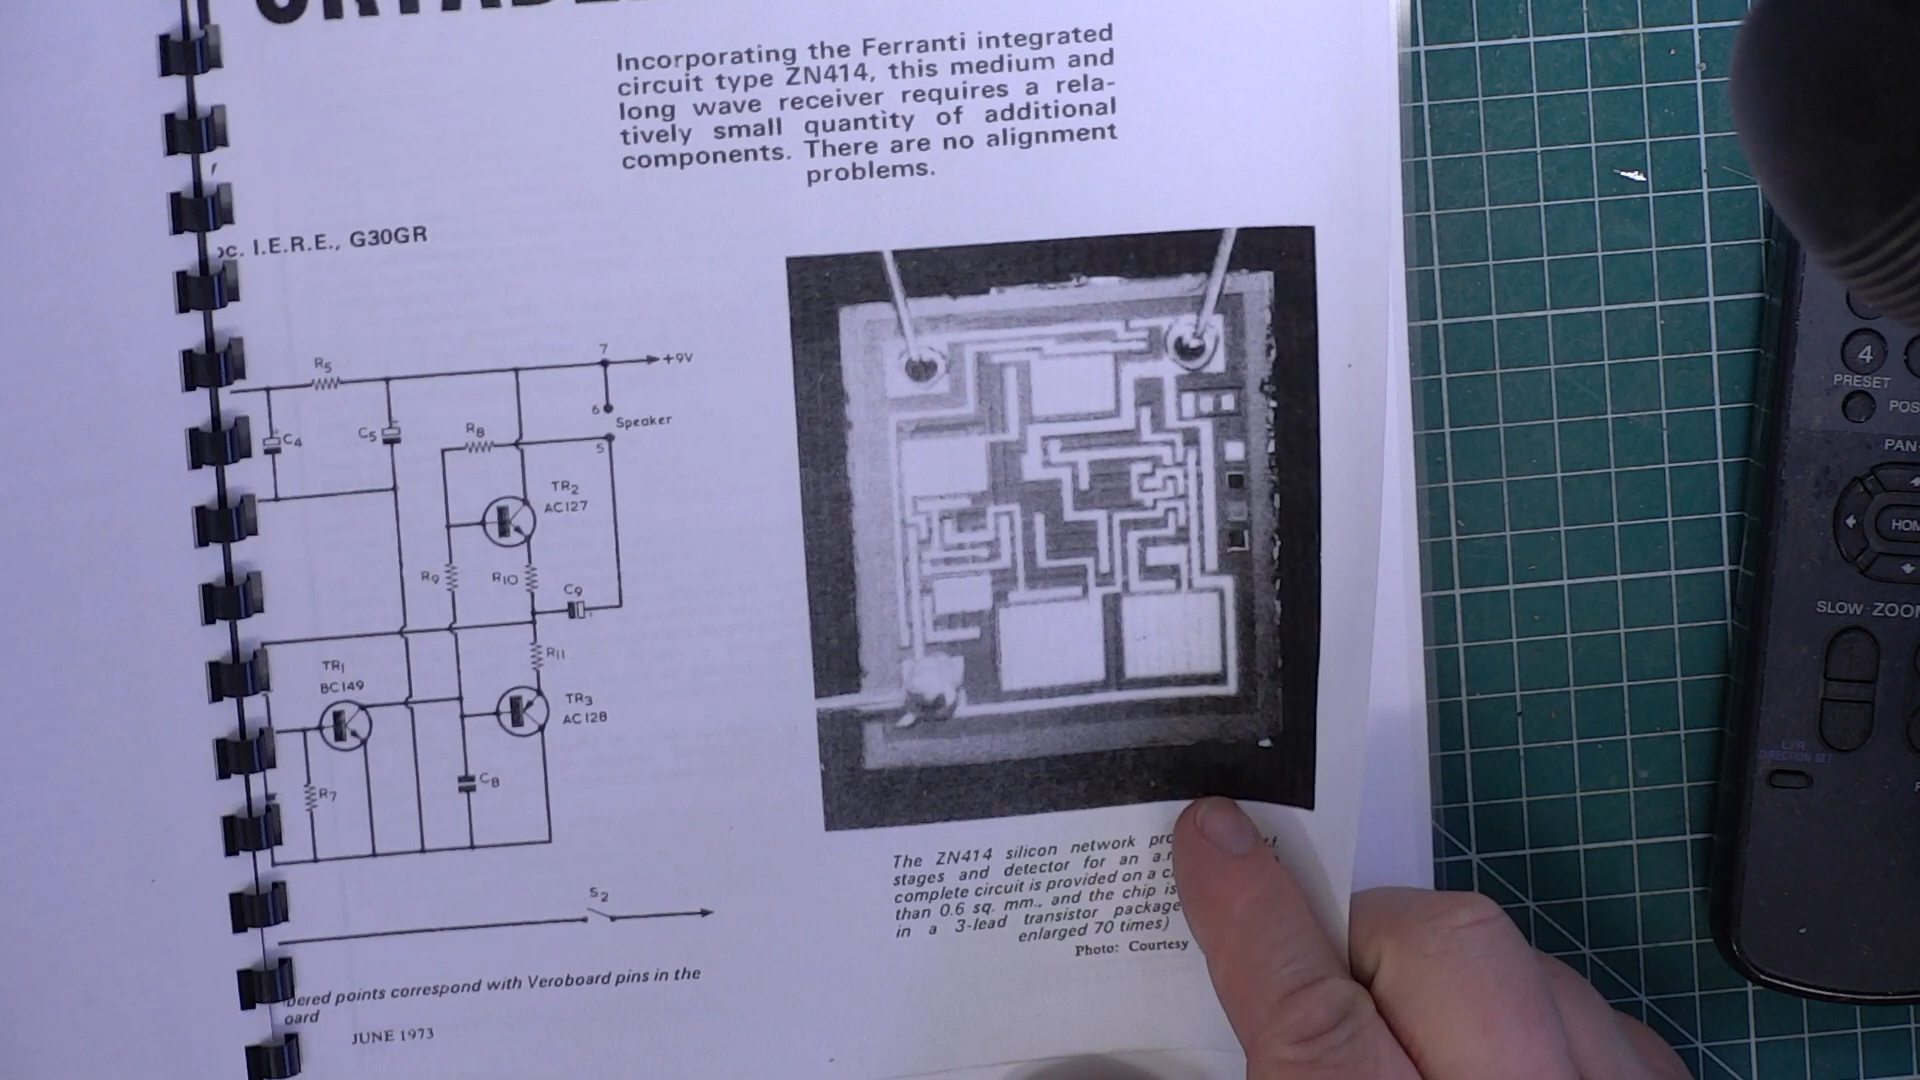 Incorporating the Ferranti integrated
circuit type ZN414, this medium and
long wave receiver requires a rela-
tively small quantity of additional
components. There are no alignment
problems.
I.E.R.E., G3OGR
R5
7
+9V
C4
C5
R8
6
Speaker
5
TR2
AC127
R9
R10
C9
R11
TR1
BC149
TR3
AC128
R7
C8
S2
points correspond with Veroboard pins in the
JUNE 1973
The ZN414 silicon network
stages and detector for an
complete circuit is provided on a
than 0.6 sq. mm., and the chip is
in a 3-lead transistor package
enlarged 70 times)
Photo: Courtesy
4
PRESET
PAN-
SLOW-
L/R
DIRECTION SET